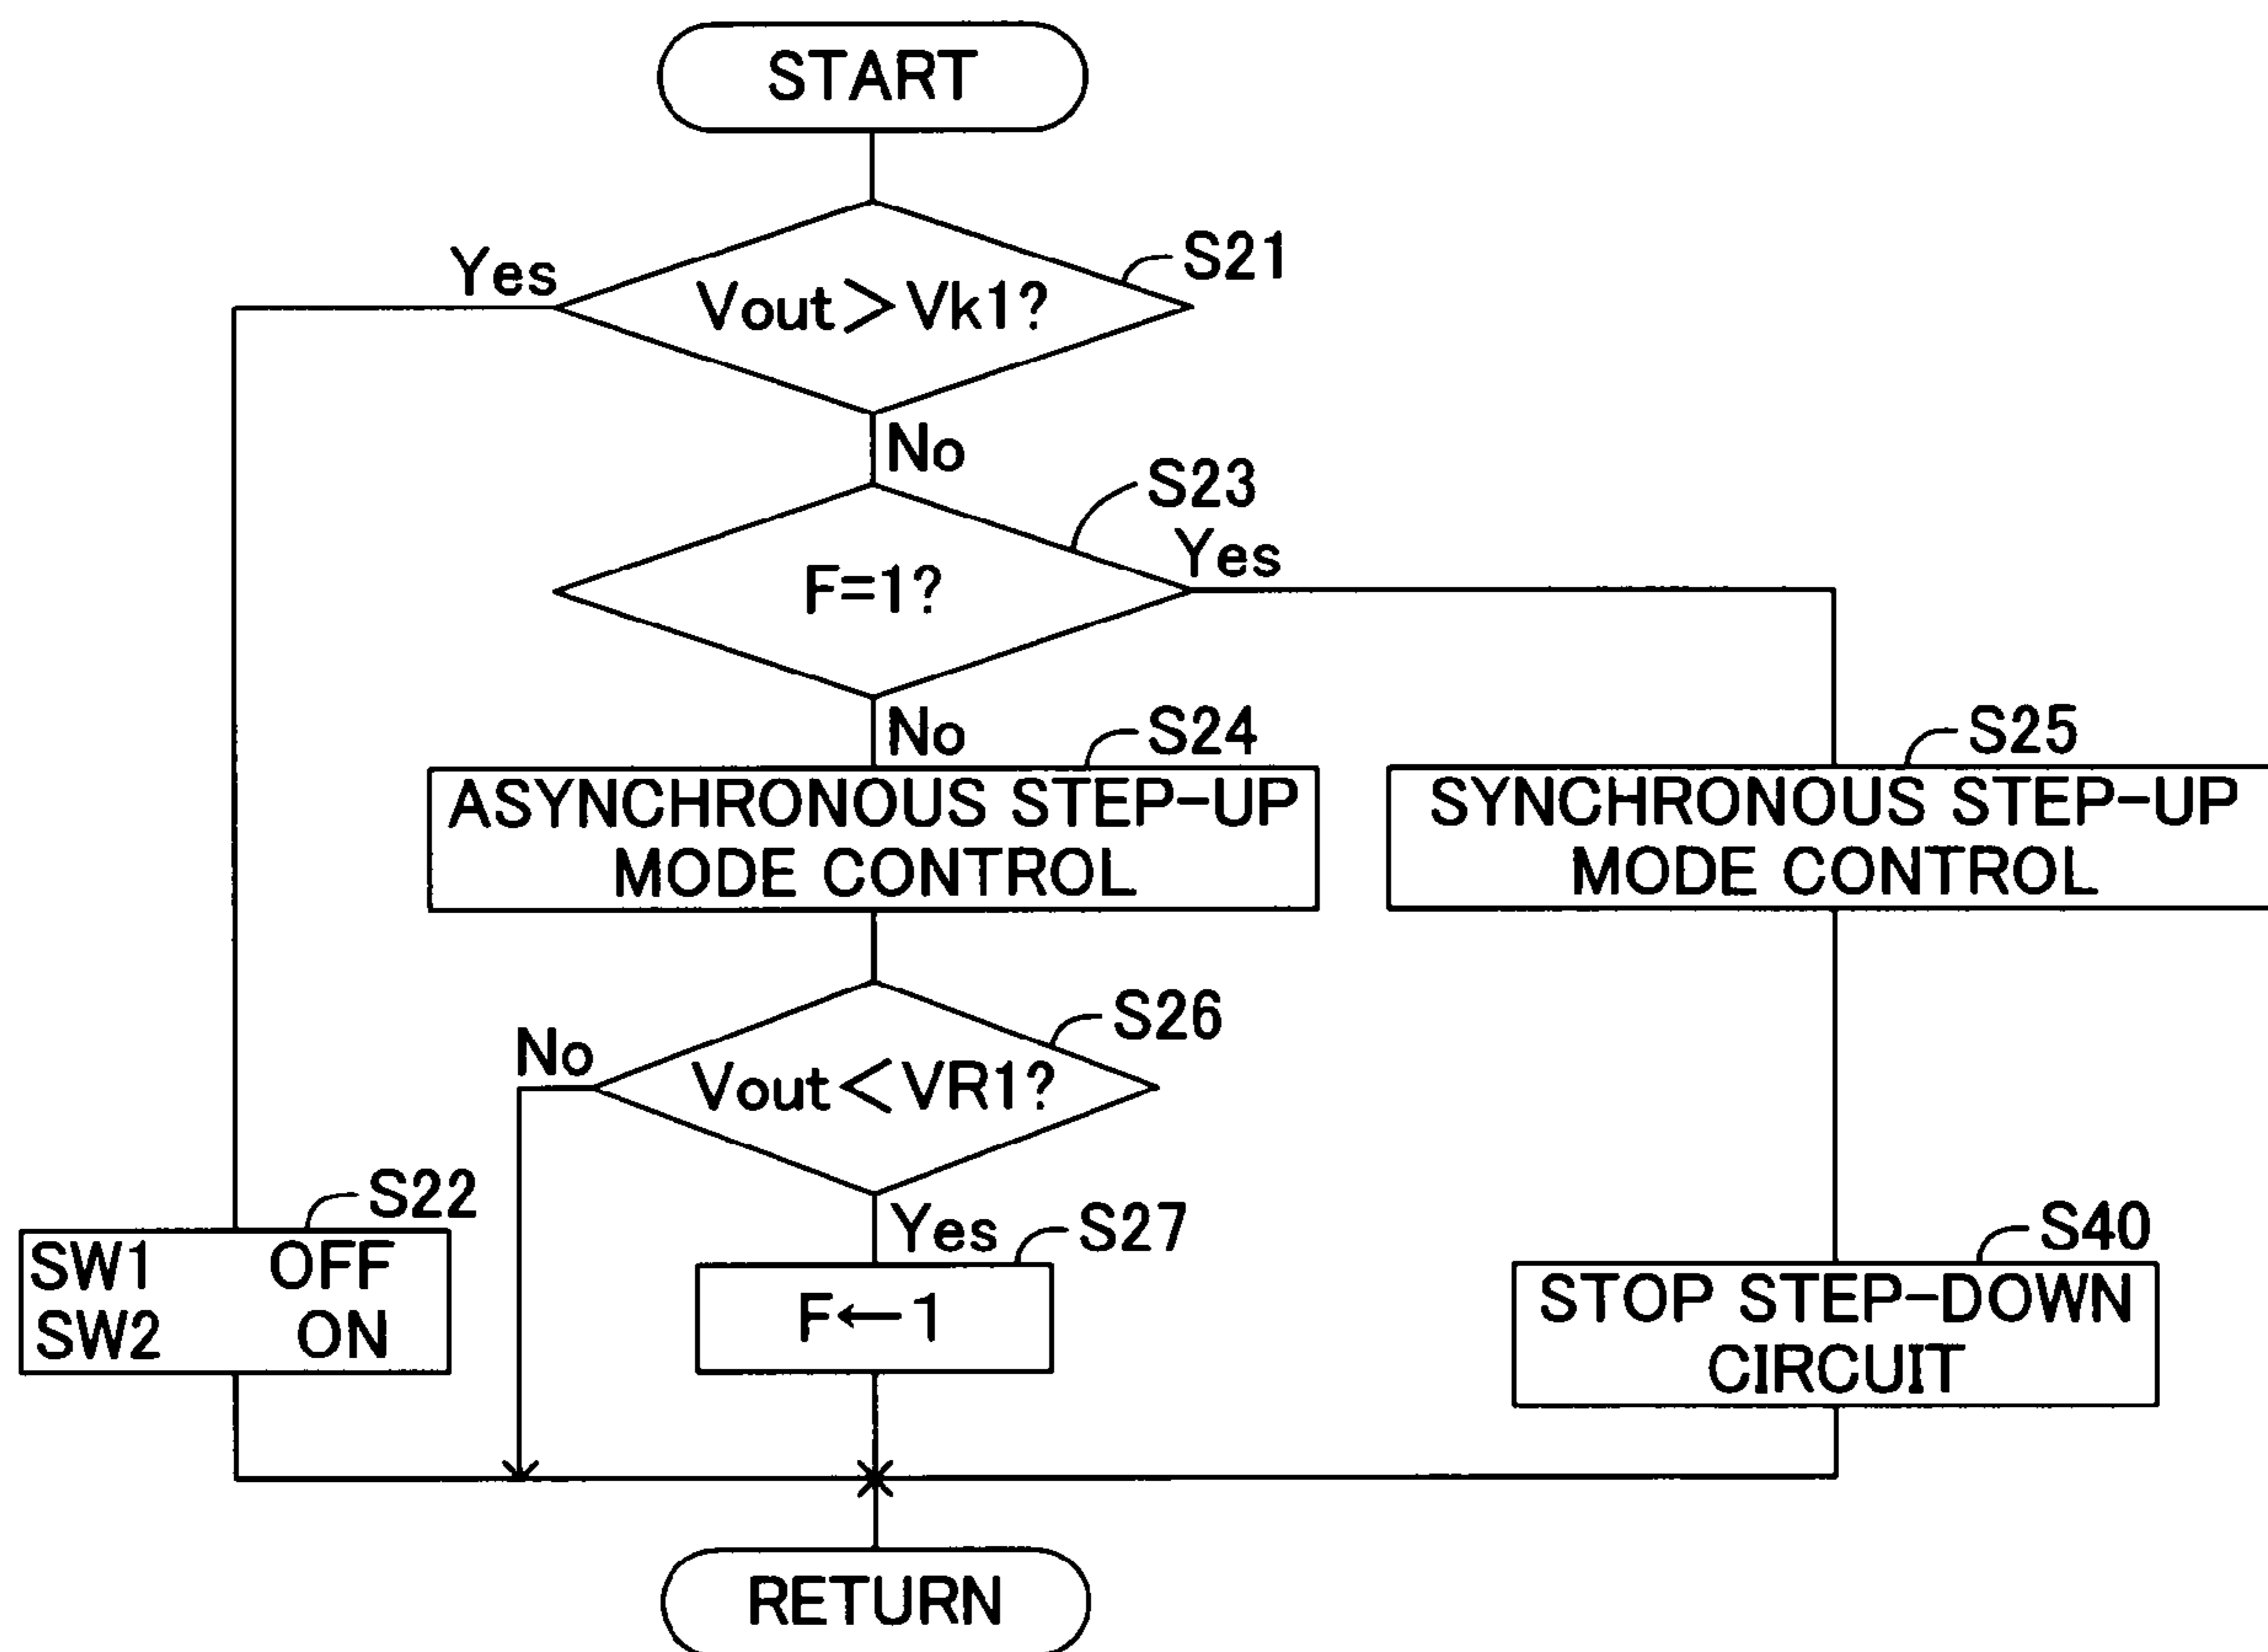 START
S21
Yes
Vout＞Vk1?
No
S23
Yes
F=1?
No
S24
ASYNCHRONOUS STEP-UP
MODE CONTROL
S25
SYNCHRONOUS STEP-UP
MODE CONTROL
S26
No
Vout＜VR1?
Yes
S22
SW1 OFF
SW2 ON
S27
F←1
S40
STOP STEP-DOWN
CIRCUIT
RETURN